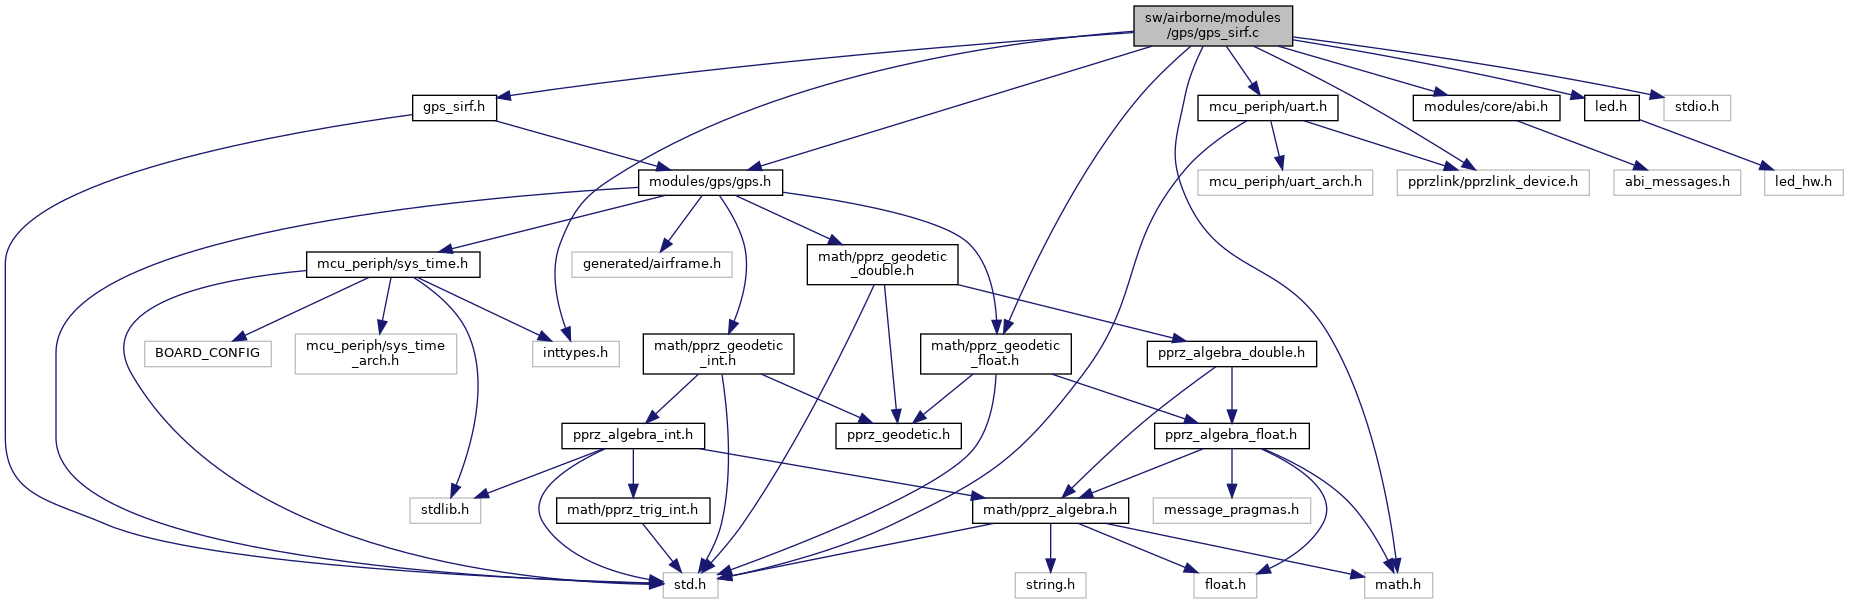 sw/airborne/modules
/gps/gps_sirf.c
gps_sirf.h
mcu_periph/uart.h
modules/core/abi.h
led.h
stdio.h
modules/gps/gps.h
mcu_periph/uart_arch.h
pprzlink/pprzlink_device.h
abi_messages.h
led_hw.h
mcu_periph/sys_time.h
generated/airframe.h
math/pprz_geodetic
_double.h
BOARD_CONFIG
mcu_periph/sys_time
_arch.h
inttypes.h
math/pprz_geodetic
_int.h
math/pprz_geodetic
_float.h
pprz_algebra_double.h
pprz_algebra_int.h
pprz_geodetic.h
pprz_algebra_float.h
stdlib.h
math/pprz_trig_int.h
math/pprz_algebra.h
message_pragmas.h
std.h
string.h
float.h
math.h